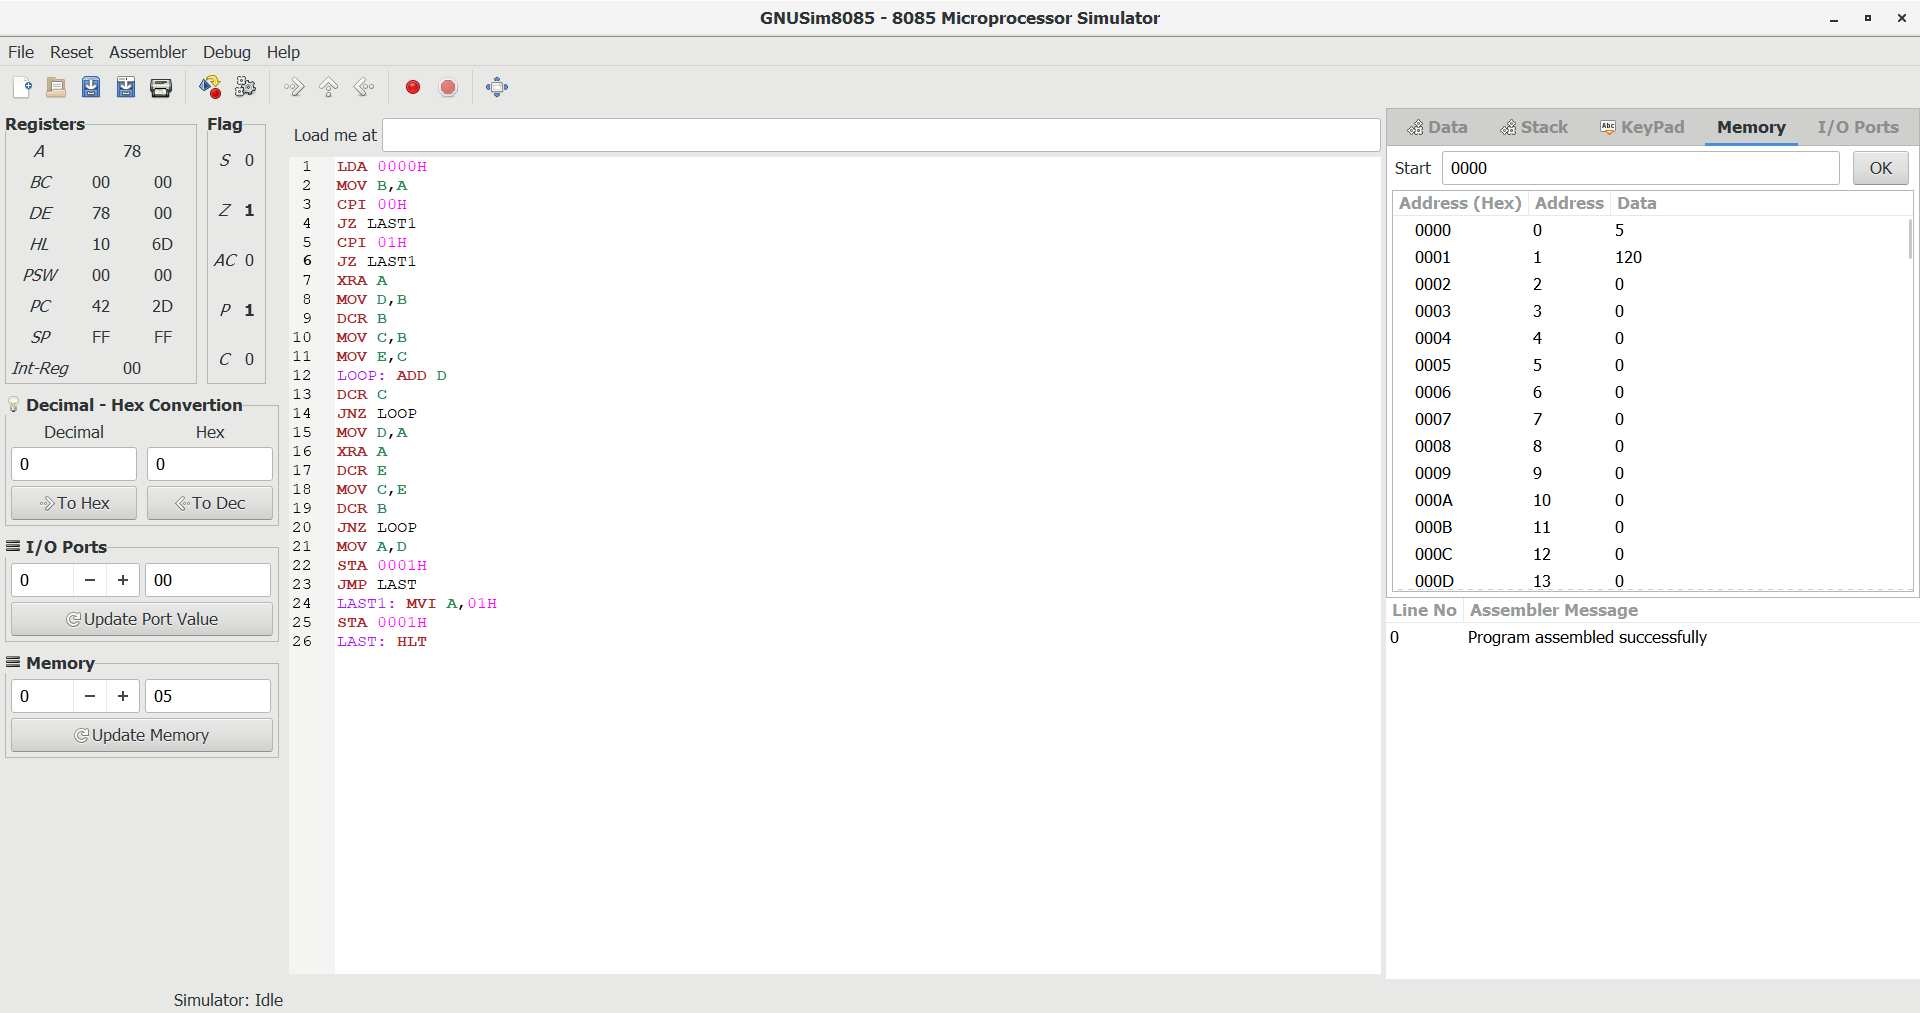 GNUSim8085 - 8085 Microprocessor Simulator
File Reset Assembler Debug Help
Registers
A 78
BC 00 00
DE 78 00
HL 10 6D
PSW 00 00
PC 42 2D
SP FF FF
Int-Reg 00
Flag
S 0
Z 1
AC 0
P 1
C 0
Decimal - Hex Convertion
Decimal Hex
0 0
To Hex To Dec
I/O Ports
0 − + 00
Update Port Value
Memory
0 − + 05
Update Memory
Load me at
1 LDA 0000H
2 MOV B,A
3 CPI 00H
4 JZ LAST1
5 CPI 01H
6 JZ LAST1
7 XRA A
8 MOV D,B
9 DCR B
10 MOV C,B
11 MOV E,C
12 LOOP: ADD D
13 DCR C
14 JNZ LOOP
15 MOV D,A
16 XRA A
17 DCR E
18 MOV C,E
19 DCR B
20 JNZ LOOP
21 MOV A,D
22 STA 0001H
23 JMP LAST
24 LAST1: MVI A,01H
25 STA 0001H
26 LAST: HLT
Data Stack Abc KeyPad Memory I/O Ports
Start 0000 OK
Address (Hex) Address Data
0000 0 5
0001 1 120
0002 2 0
0003 3 0
0004 4 0
0005 5 0
0006 6 0
0007 7 0
0008 8 0
0009 9 0
000A 10 0
000B 11 0
000C 12 0
000D 13 0
Line No Assembler Message
0 Program assembled successfully
Simulator: Idle